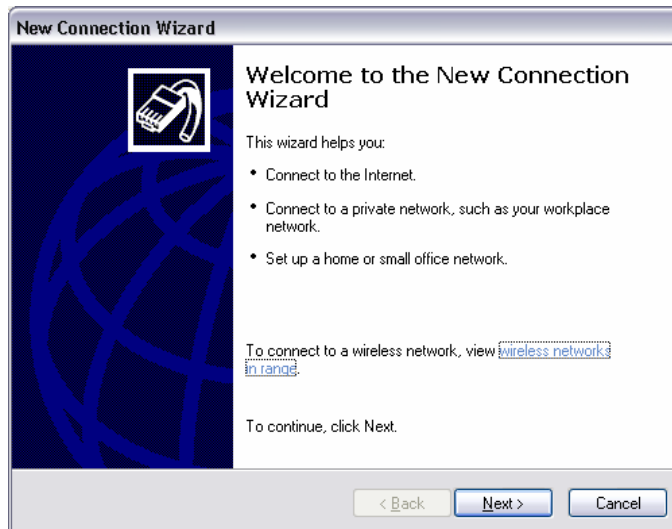 New Connection Wizard
Welcome to the New Connection
Wizard
This wizard helps you:
• Connect to the Internet.
• Connect to a private network, such as your workplace
network.
• Set up a home or small office network.
To connect to a wireless network, view wireless networks
in range.
To continue, click Next.
< Back
Next >
Cancel